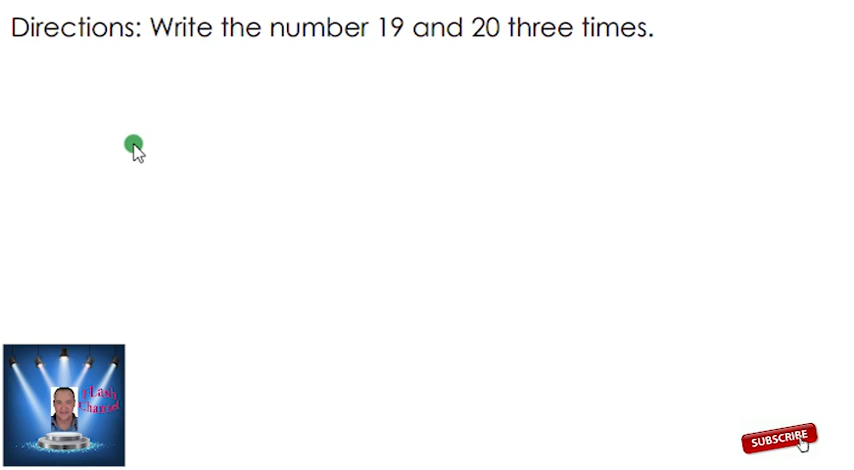 Directions: Write the number 19 and 20 three times.
Flash
Channel
SUBSCRIBE